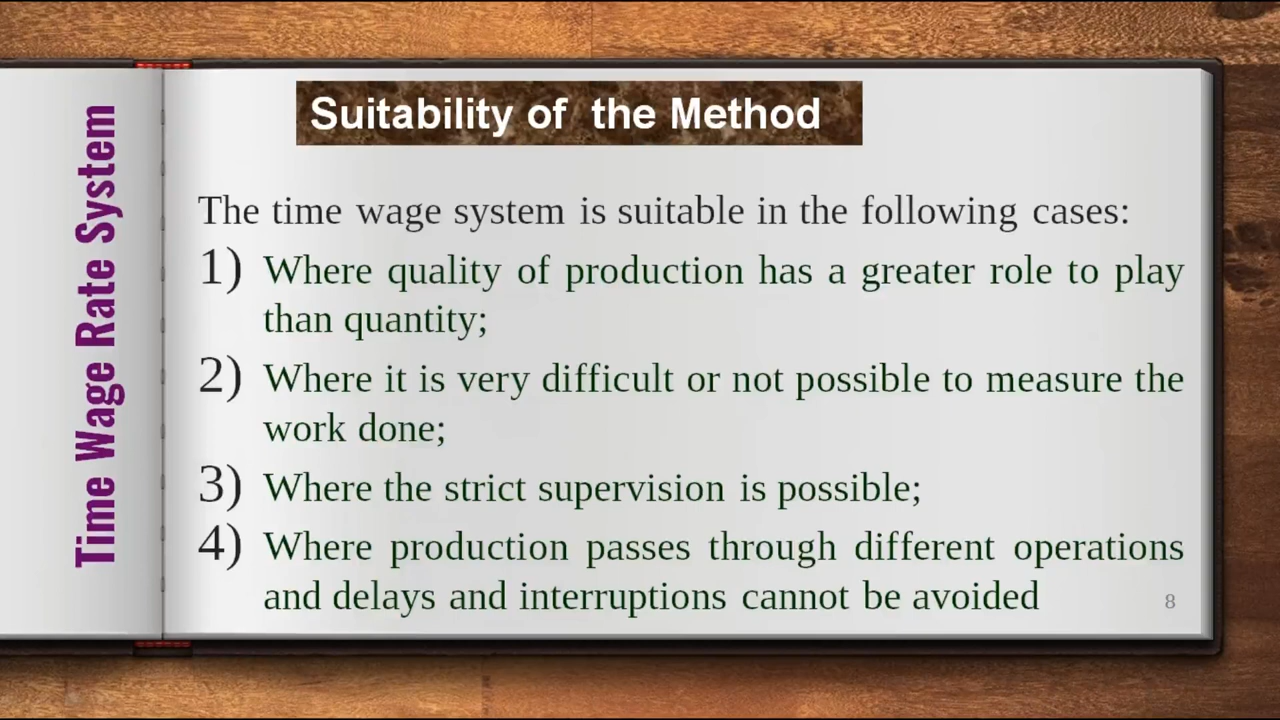 Time Wage Rate System
Suitability of the Method
The time wage system is suitable in the following cases:
1) Where quality of production has a greater role to play
than quantity;
2) Where it is very difficult or not possible to measure the
work done;
3) Where the strict supervision is possible;
4) Where production passes through different operations
and delays and interruptions cannot be avoided
8